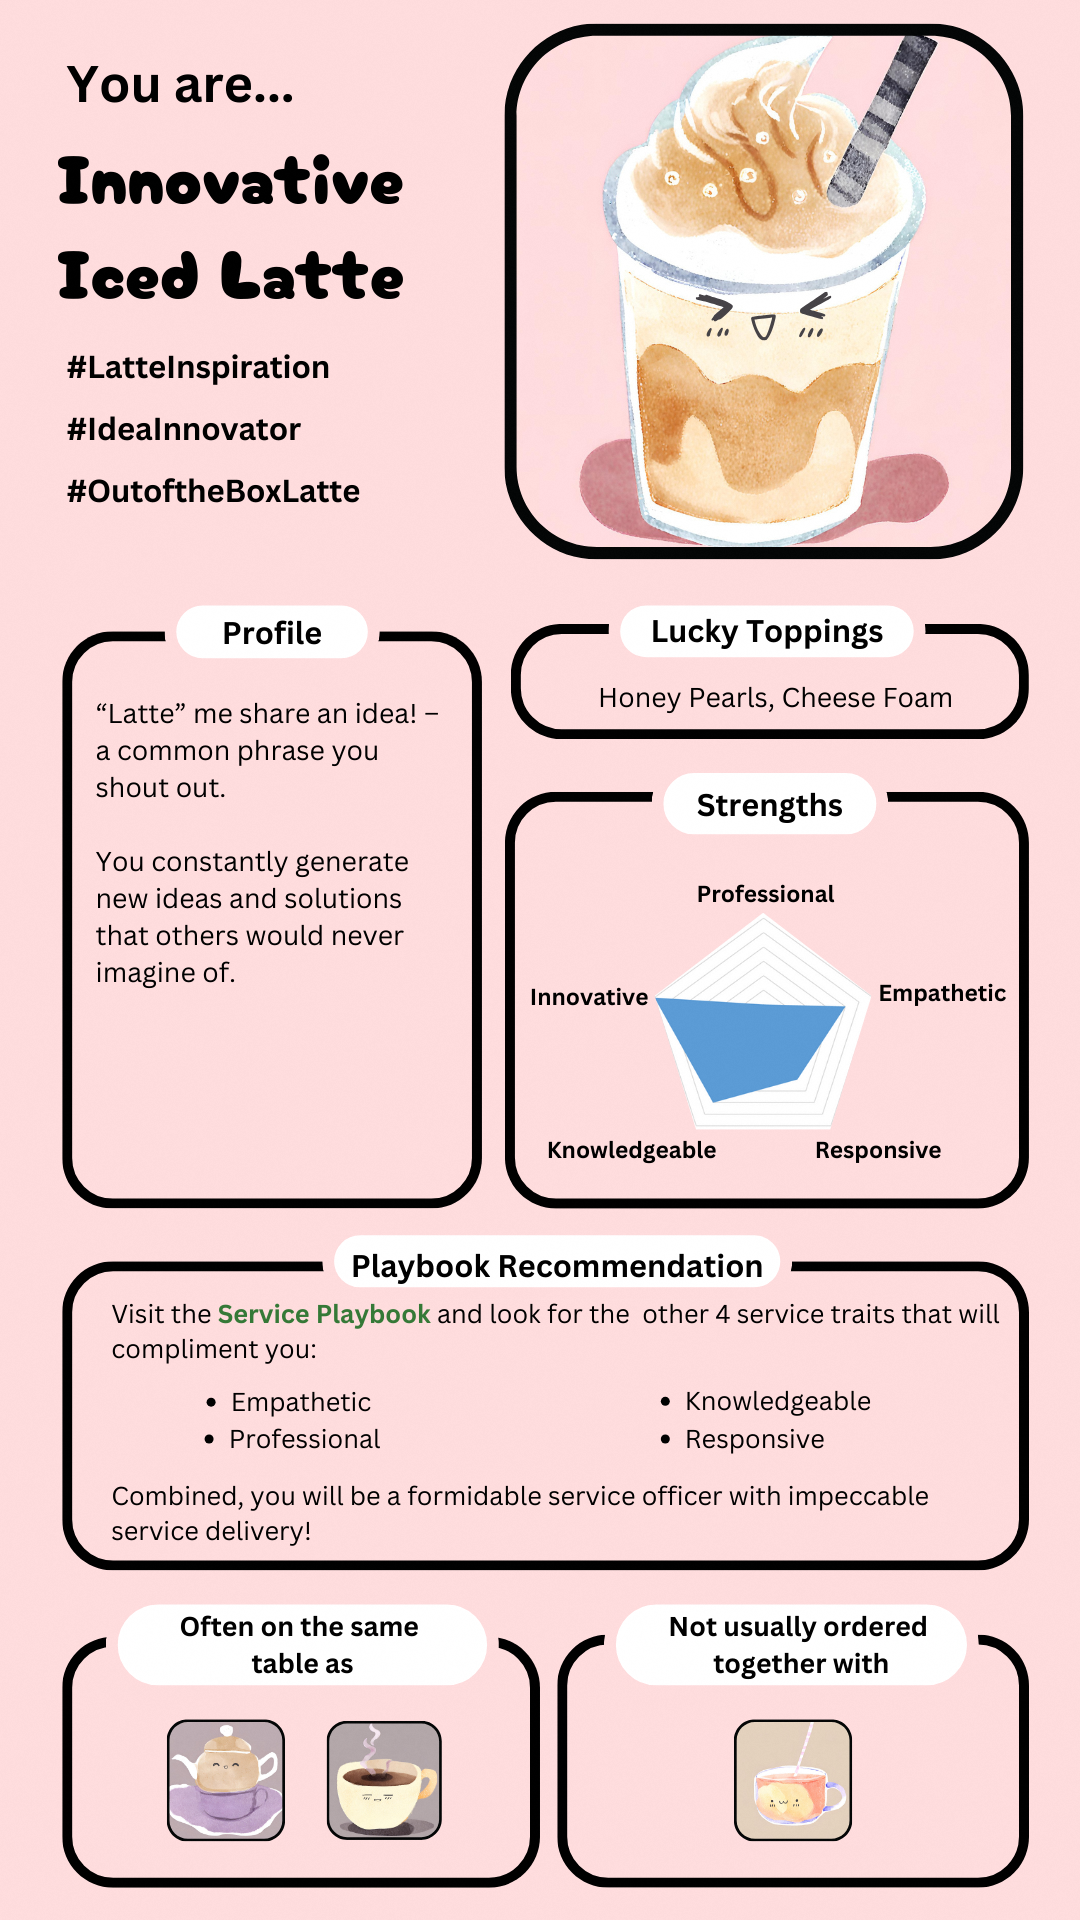 You are...
Innovative
Iced Latte
#LatteInspiration
#IdeaInnovator
#OutoftheBoxLatte
Profile
“Latte” me share an idea! –
a common phrase you
shout out.
You constantly generate
new ideas and solutions
that others would never
imagine of.
Lucky Toppings
Honey Pearls, Cheese Foam
Strengths
Professional
Innovative
Empathetic
Knowledgeable
Responsive
Playbook Recommendation
Visit the Service Playbook and look for the  other 4 service traits that will
compliment you:
• Empathetic
• Professional
• Knowledgeable
• Responsive
Combined, you will be a formidable service officer with impeccable
service delivery!
Often on the same
table as
Not usually ordered
together with